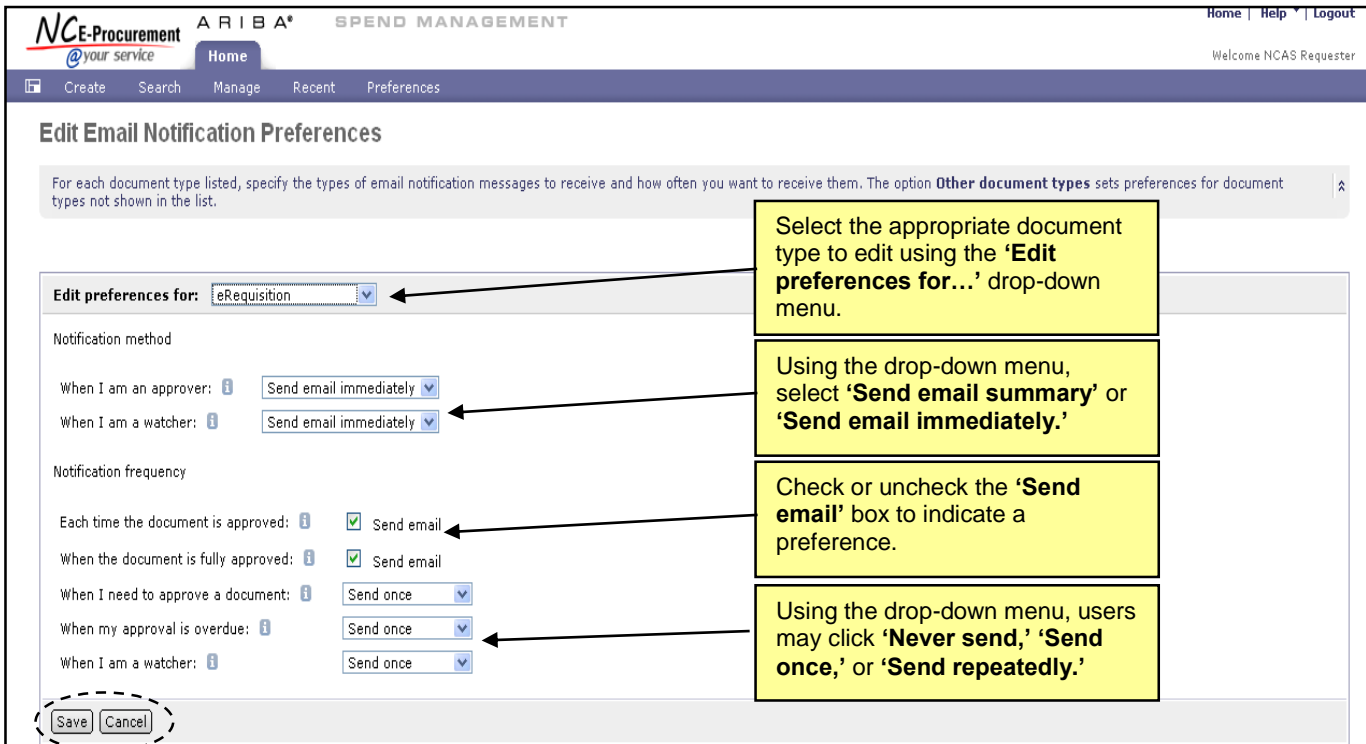 NCE-Procurement
@your service
ARIBA® SPEND MANAGEMENT
Home | Help | Logout
Home
Welcome NCAS Requester
Create Search Manage Recent Preferences
Edit Email Notification Preferences
For each document type listed, specify the types of email notification messages to receive and how often you want to receive them. The option Other document types sets preferences for document
types not shown in the list.
Select the appropriate document
type to edit using the ‘Edit
preferences for…’ drop-down
menu.
Edit preferences for: eRequisition
Notification method
When I am an approver: Send email immediately
When I am a watcher: Send email immediately
Using the drop-down menu,
select ‘Send email summary’ or
‘Send email immediately.’
Notification frequency
Each time the document is approved: Send email
When the document is fully approved: Send email
Check or uncheck the ‘Send
email’ box to indicate a
preference.
When I need to approve a document: Send once
When my approval is overdue: Send once
When I am a watcher: Send once
Using the drop-down menu, users
may click ‘Never send,’ ‘Send
once,’ or ‘Send repeatedly.’
Save Cancel